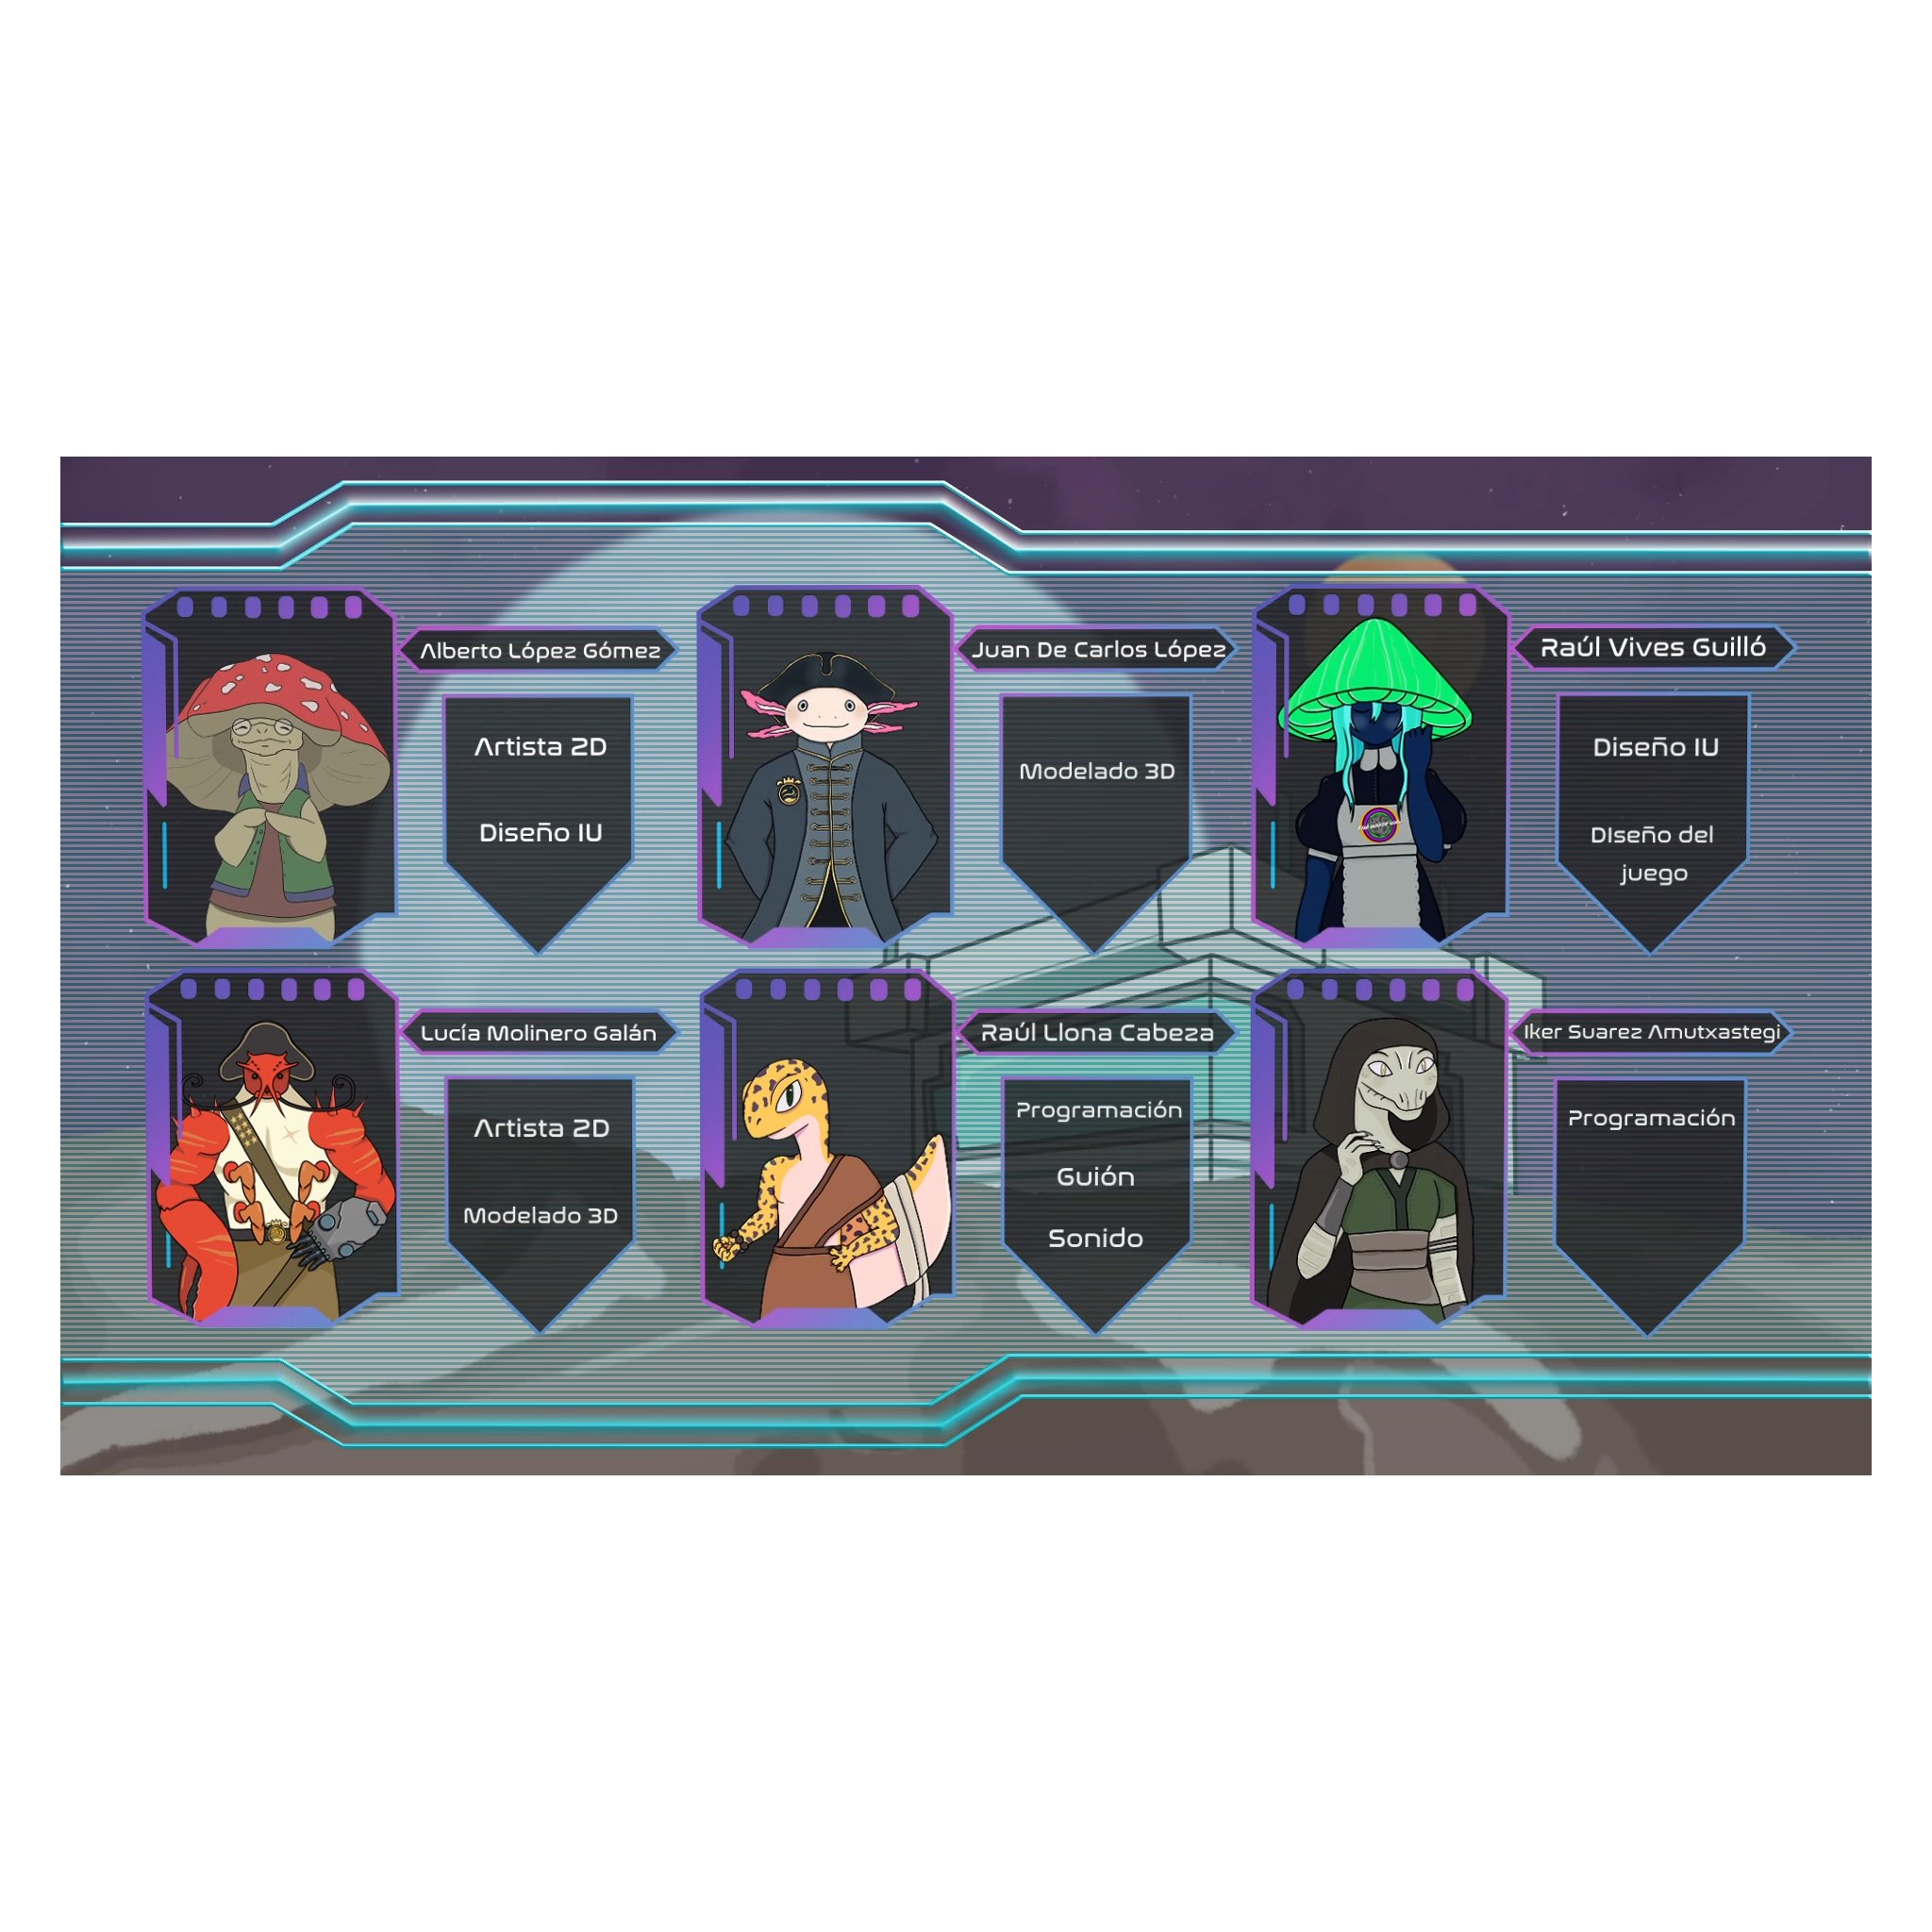 Alberto López Gómez
Artista 2D
Diseño IU
Juan De Carlos López
Modelado 3D
Raúl Vives Guilló
Diseño IU
DIseño del
juego
Lucía Molinero Galán
Artista 2D
Modelado 3D
Raúl Llona Cabeza
Programación
Guión
Sonido
Iker Suarez Amutxastegi
Programación